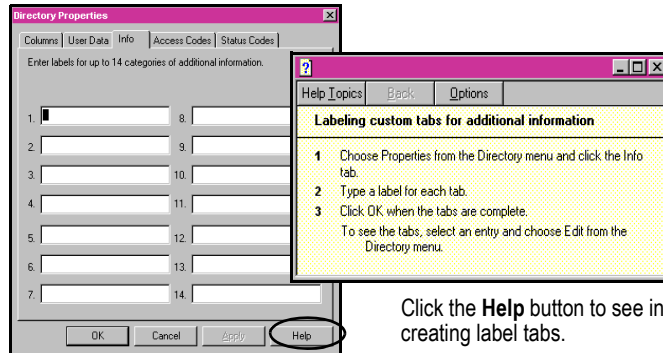 Directory Properties
Columns User Data Info Access Codes Status Codes
Enter labels for up to 14 categories of additional information.
1. 8.
2. 9.
3. 10.
4. 11.
5. 12.
6. 13.
7. 14.
OK Cancel Apply Help
Help Topics Back Options
Labeling custom tabs for additional information
1 Choose Properties from the Directory menu and click the Info
tab.
2 Type a label for each tab.
3 Click OK when the tabs are complete.
To see the tabs, select an entry and choose Edit from the
Directory menu.
Click the Help button to see in
creating label tabs.